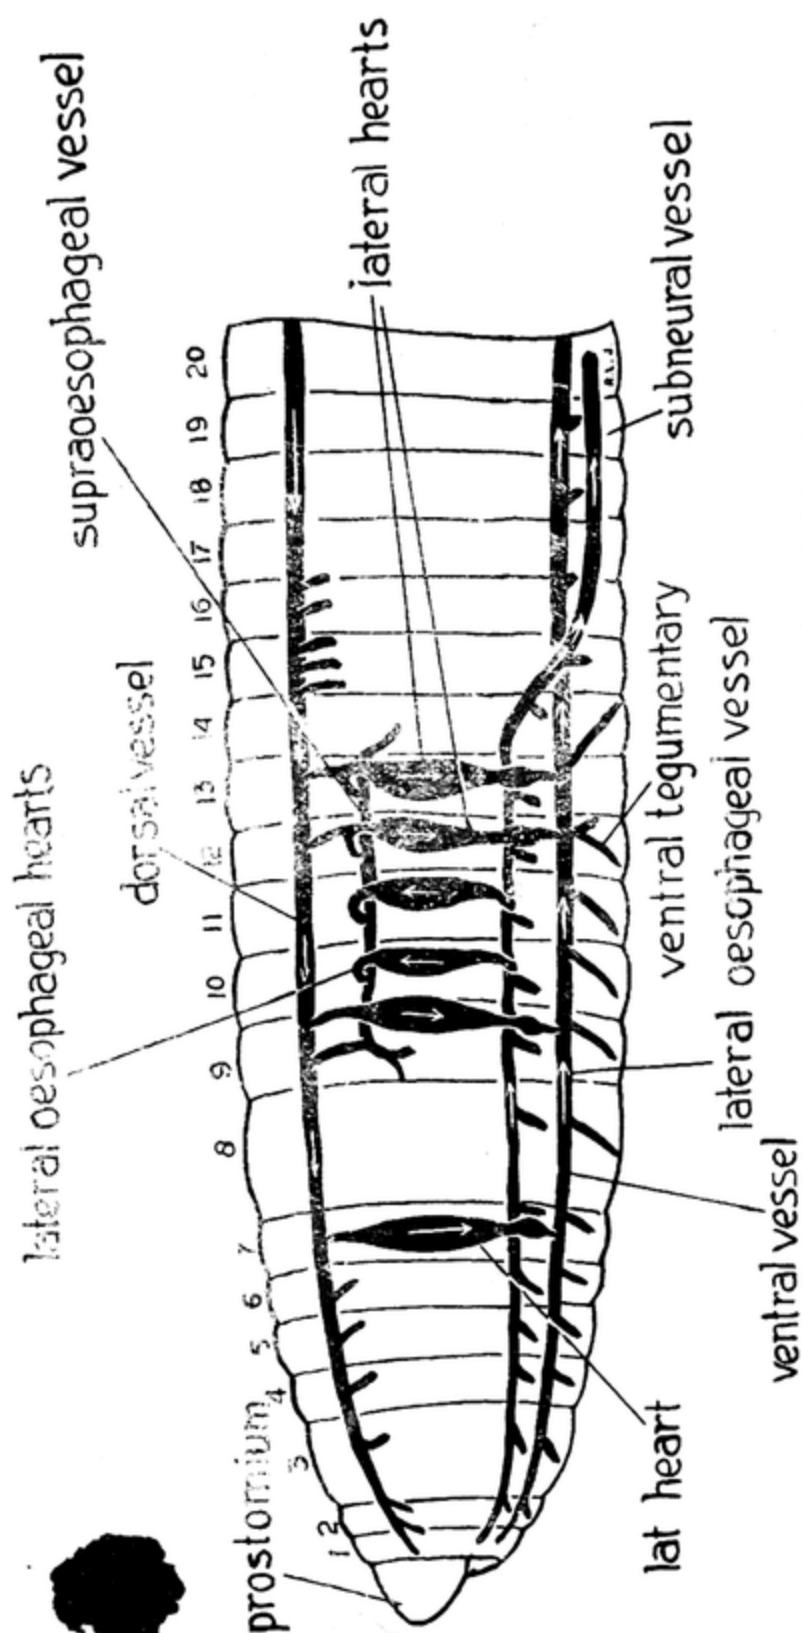 supraoesophageal vessel
lateral hearts
lateral oesophageal hearts
dorsal vessel
prostomium
1
2
3
4
5
6
7
8
9
10
11
12
13
14
15
16
17
18
19
20
subneural vessel
ventral tegumentary
lateral oesophageal vessel
ventral vessel
lat heart